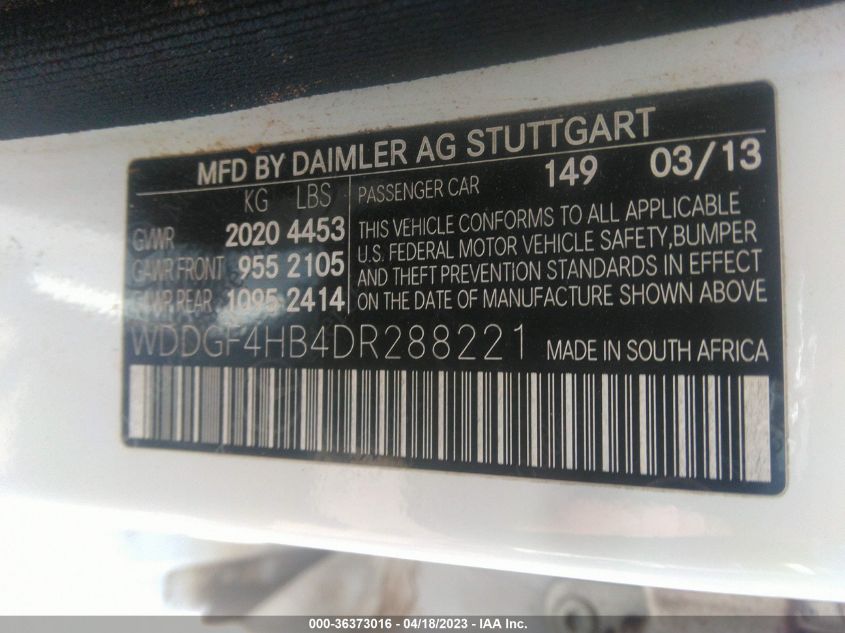 MFD BY DAIMLER AG STUTTGART
KG LBS
GVWR 2020 4453
GAWR FRONT 955 2105
GAWR REAR 1095 2414
PASSENGER CAR 149 03/13
THIS VEHICLE CONFORMS TO ALL APPLICABLE
U.S. FEDERAL MOTOR VEHICLE SAFETY,BUMPER
AND THEFT PREVENTION STANDARDS IN EFFECT
ON THE DATE OF MANUFACTURE SHOWN ABOVE
WDDGF4HB4DR288221 MADE IN SOUTH AFRICA
000-36373016 - 04/18/2023 - IAA Inc.